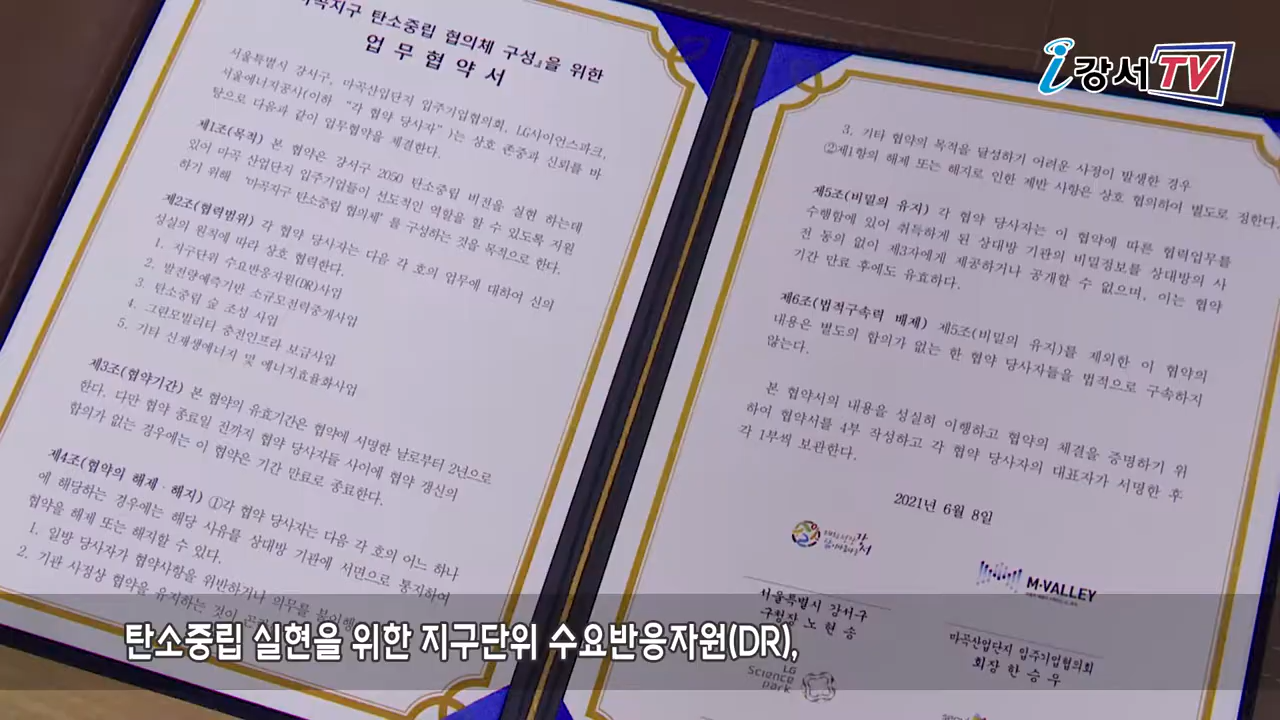 i강서TV
마곡지구 탄소중립 협의체 구성』을 위한
업 무 협 약 서
서울특별시 강서구, 마곡산업단지 입주기업협의회, LG사이언스파크,
서울에너지공사(이하 “각 협약 당사자”)는 상호 존중과 신뢰를 바
탕으로 다음과 같이 업무협약을 체결한다.
제1조(목적) 본 협약은 강서구 2050 탄소중립 비전을 실현 하는데
있어 마곡 산업단지 입주기업들이 선도적인 역할을 할 수 있도록 지원
하기 위해 “마곡지구 탄소중립 협의체”를 구성하는 것을 목적으로 한다.
제2조(협력범위) 각 협약 당사자는 다음 각 호의 업무에 대하여 신의
성실의 원칙에 따라 상호 협력한다.
1. 지구단위 수요반응자원(DR)사업
2. 발전량예측기반 소규모전력중개사업
3. 탄소중립 숲 조성 사업
4. 그린모빌리티 충전인프라 보급사업
5. 기타 신재생에너지 및 에너지효율화사업
제3조(협약기간) 본 협약의 유효기간은 협약에 서명한 날로부터 2년으로
한다. 다만 협약 종료일 전까지 협약 당사자들 사이에 협약 갱신의
합의가 없는 경우에는 이 협약은 기간 만료로 종료한다.
제4조(협약의 해제·해지) ①각 협약 당사자는 다음 각 호의 어느 하나
에 해당하는 경우에는 해당 사유를 상대방 기관에 서면으로 통지하여
협약을 해제 또는 해지할 수 있다.
1. 일방 당사자가 협약사항을 위반하거나 의무를
2. 기관 사정상 협약을 유지하는 것이
3. 기타 협약의 목적을 달성하기 어려운 사정이 발생한 경우
②제1항의 해제 또는 해지로 인한 제반 사항은 상호 협의하여 별도로 정한다.
제5조(비밀의 유지) 각 협약 당사자는 이 협약에 따른 협력업무를
수행함에 있어 취득하게 된 상대방 기관의 비밀정보를 상대방의 사
전 동의 없이 제3자에게 제공하거나 공개할 수 없으며, 이는 협약
기간 만료 후에도 유효하다.
제6조(법적구속력 배제) 제5조(비밀의 유지)를 제외한 이 협약의
내용은 별도의 합의가 없는 한 협약 당사자들을 법적으로 구속하지
않는다.
본 협약서의 내용을 성실히 이행하고 협약의 체결을 증명하기 위
하여 협약서를 4부 작성하고 각 협약 당사자의 대표자가 서명한 후
각 1부씩 보관한다.
2021년 6월 8일
강서
M·VALLEY
서울특별시 강서구
구청장 노 현 송
마곡산업단지 입주기업협의회
회장 한 승 우
LG
Science
park
탄소중립 실현을 위한 지구단위 수요반응자원(DR),